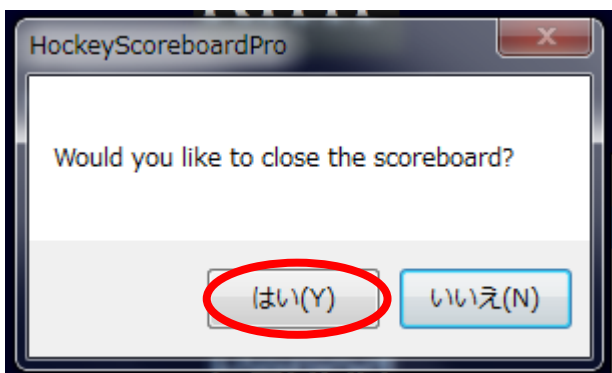 HockeyScoreboardPro
Would you like to close the scoreboard?
はい(Y) いいえ(N)